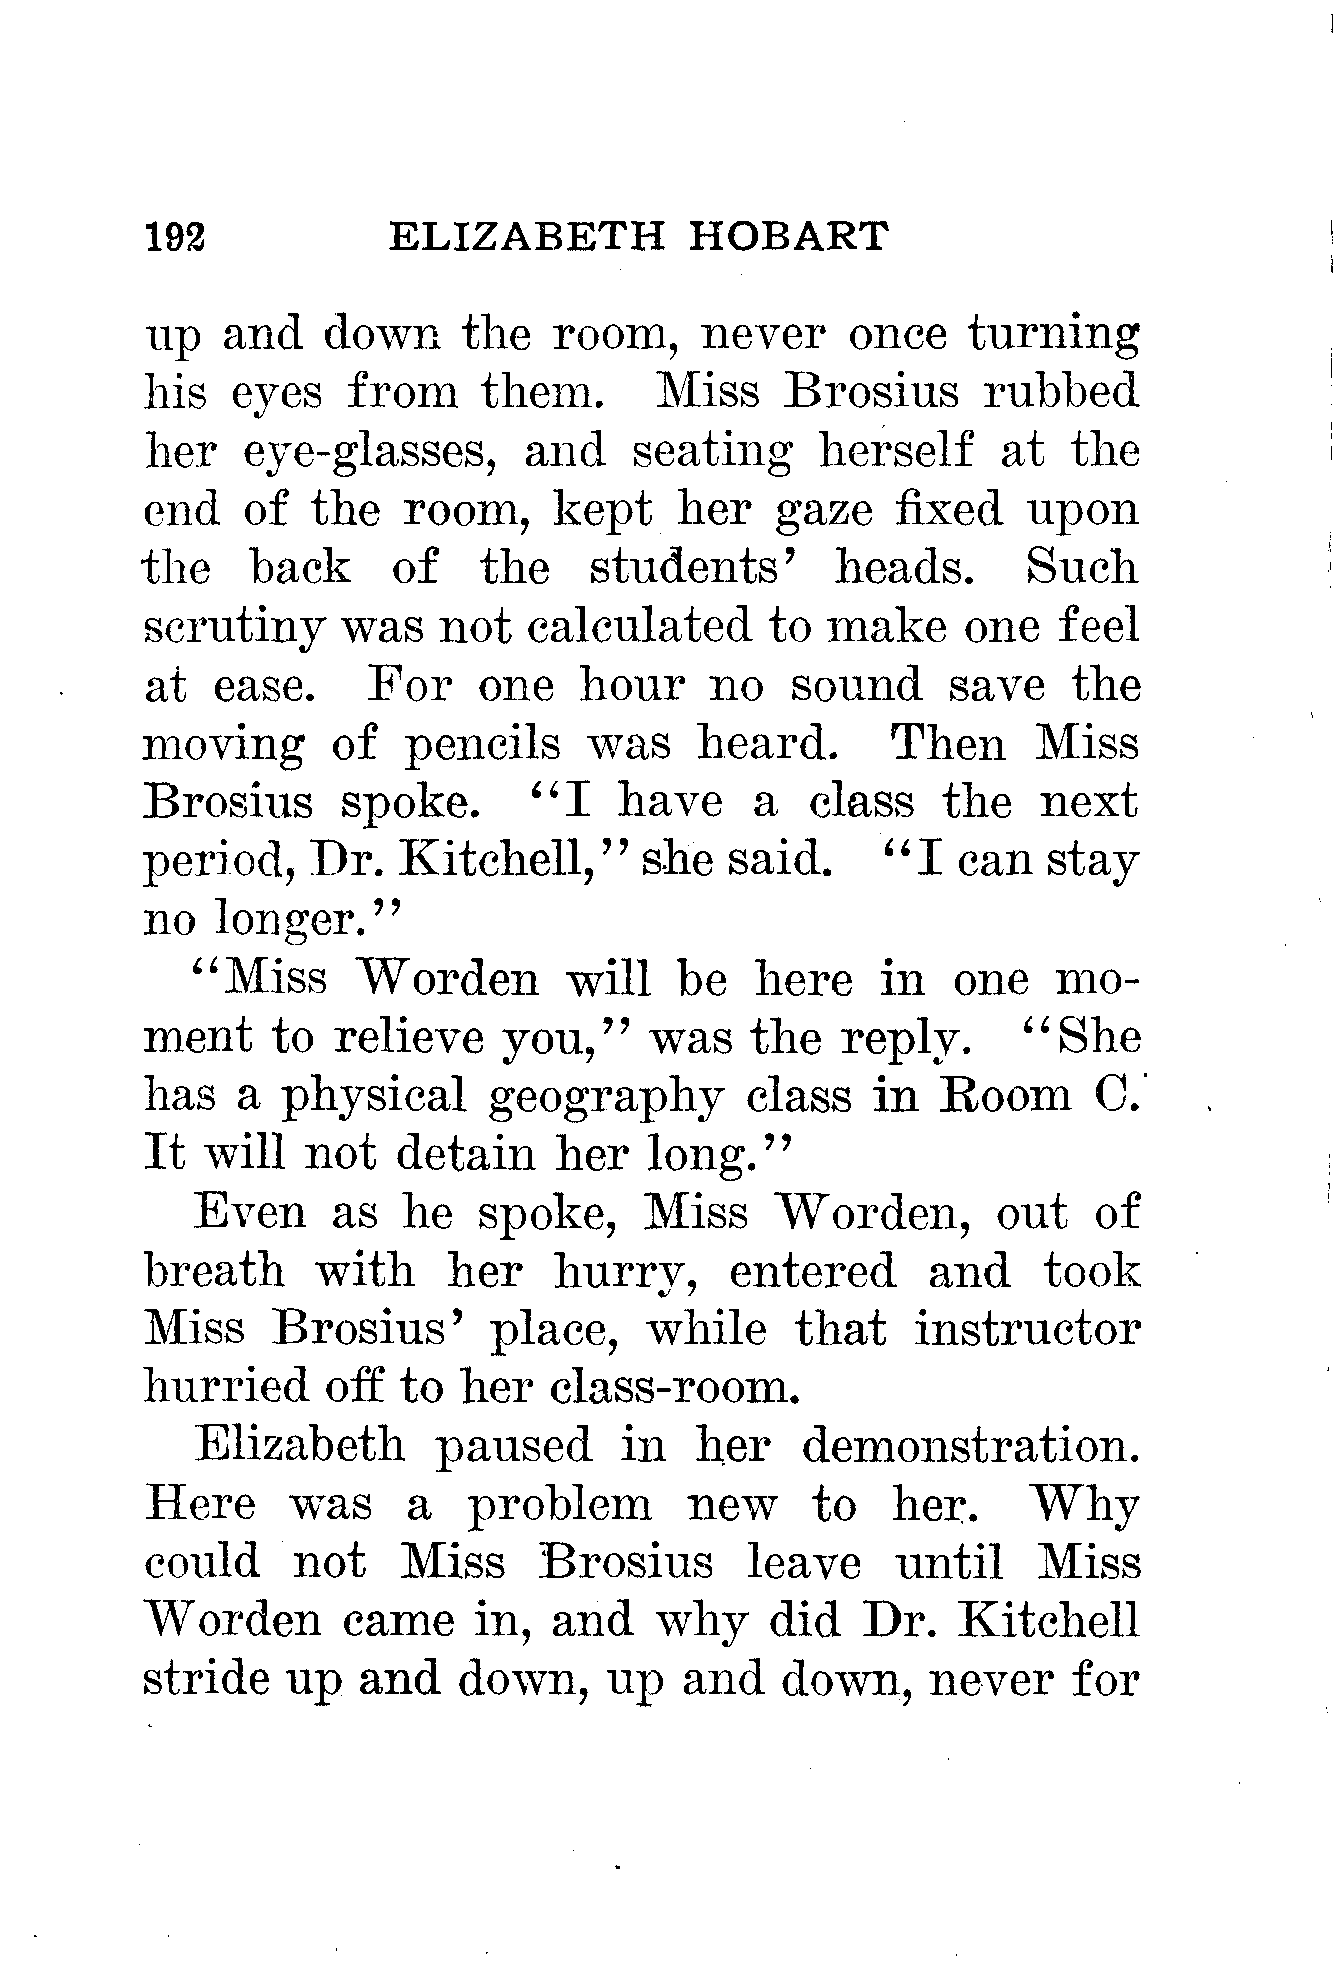 192 ELIZABETH HOBART
up and down the room, never once turning
his eyes from them. Miss Brosius rubbed
her eye-glasses, and seating herself at the
end of the room, kept her gaze fixed upon
the back of the students' heads. Such
scrutiny was not calculated to make one feel
at ease. For one hour no sound save the
moving of pencils was heard. Then Miss
Brosius spoke. "I have a class the next
period, Dr. Kitchell," she said. "I can stay
no longer."
"Miss Worden will be here in one mo-
ment to relieve you," was the reply. "She
has a physical geography class in Room C.
It will not detain her long."
Even as he spoke, Miss Worden, out of
breath with her hurry, entered and took
Miss Brosius' place, while that instructor
hurried off to her class-room.
Elizabeth paused in her demonstration.
Here was a problem new to her. Why
could not Miss Brosius leave until Miss
Worden came in, and why did Dr. Kitchell
stride up and down, up and down, never for